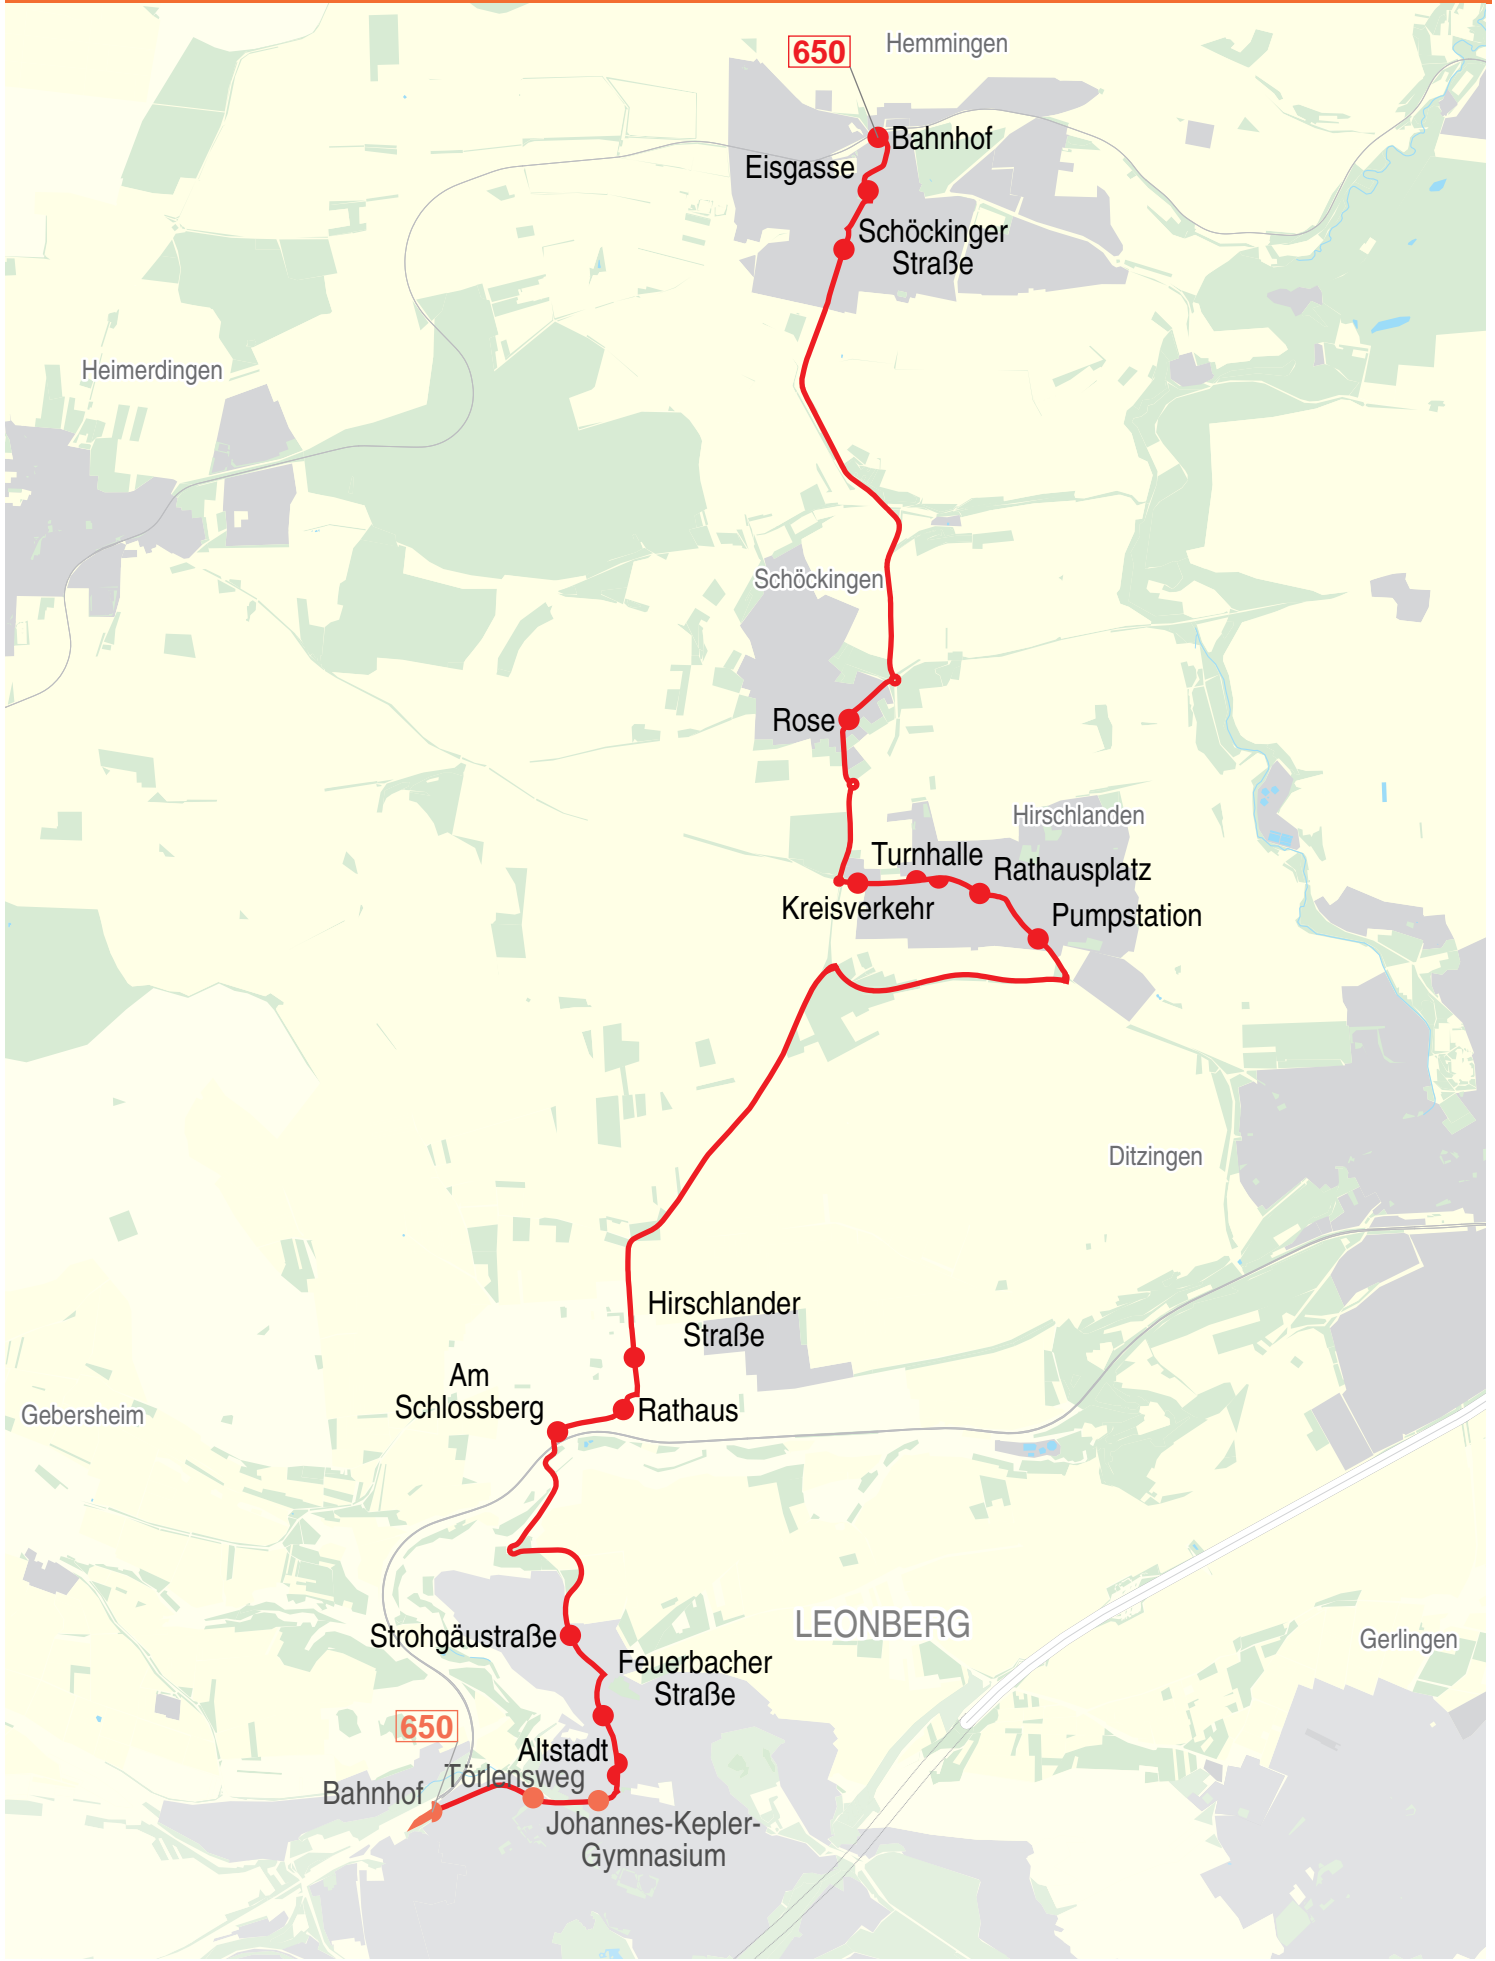 650
Hemmingen
Bahnhof
Eisgasse
Schöckinger
Straße
Heimerdingen
Schöckingen
Rose
Hirschlanden
Turnhalle
Rathausplatz
Kreisverkehr
Pumpstation
Ditzingen
Hirschlander
Straße
Am
Schlossberg
Rathaus
Gebersheim
LEONBERG
Gerlingen
Strohgäustraße
Feuerbacher
Straße
650
Altstadt
Törlensweg
Bahnhof
Johannes-Kepler-
Gymnasium